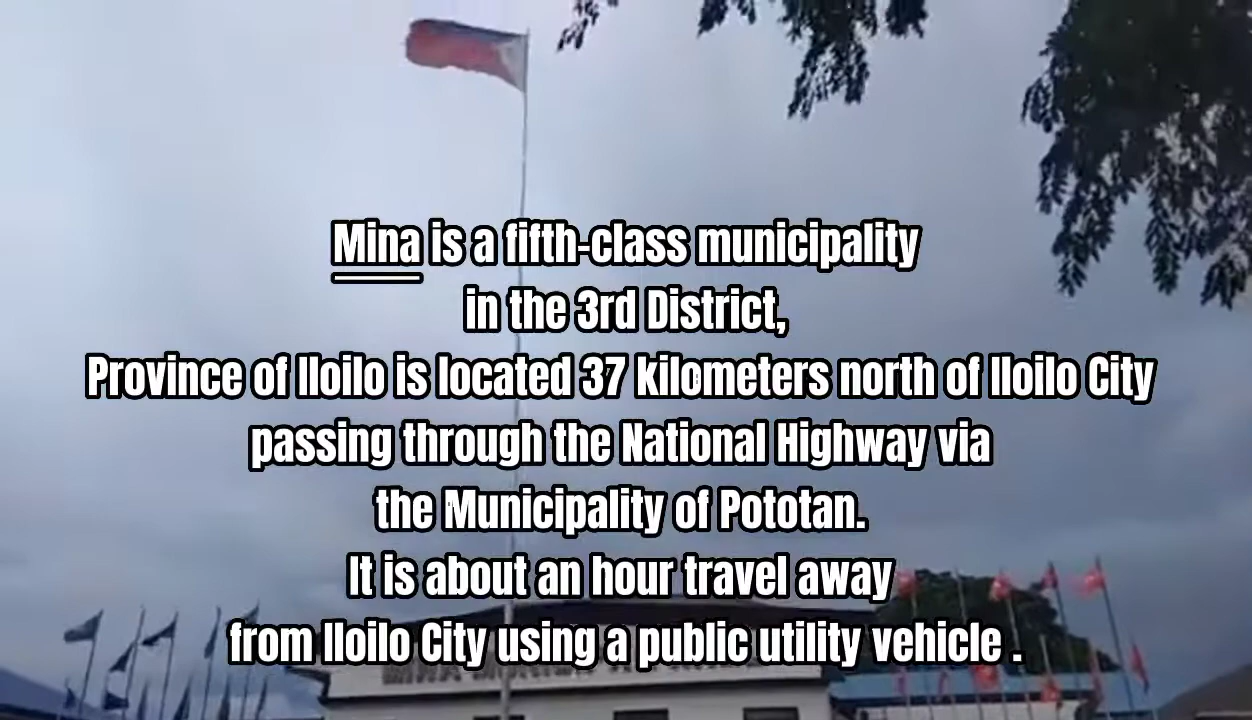 Mina is a fifth-class municipality
in the 3rd District,
Province of Iloilo is located 37 kilometers north of Iloilo City
passing through the National Highway via
the Municipality of Pototan.
It is about an hour travel away
from Iloilo City using a public utility vehicle .
MINA